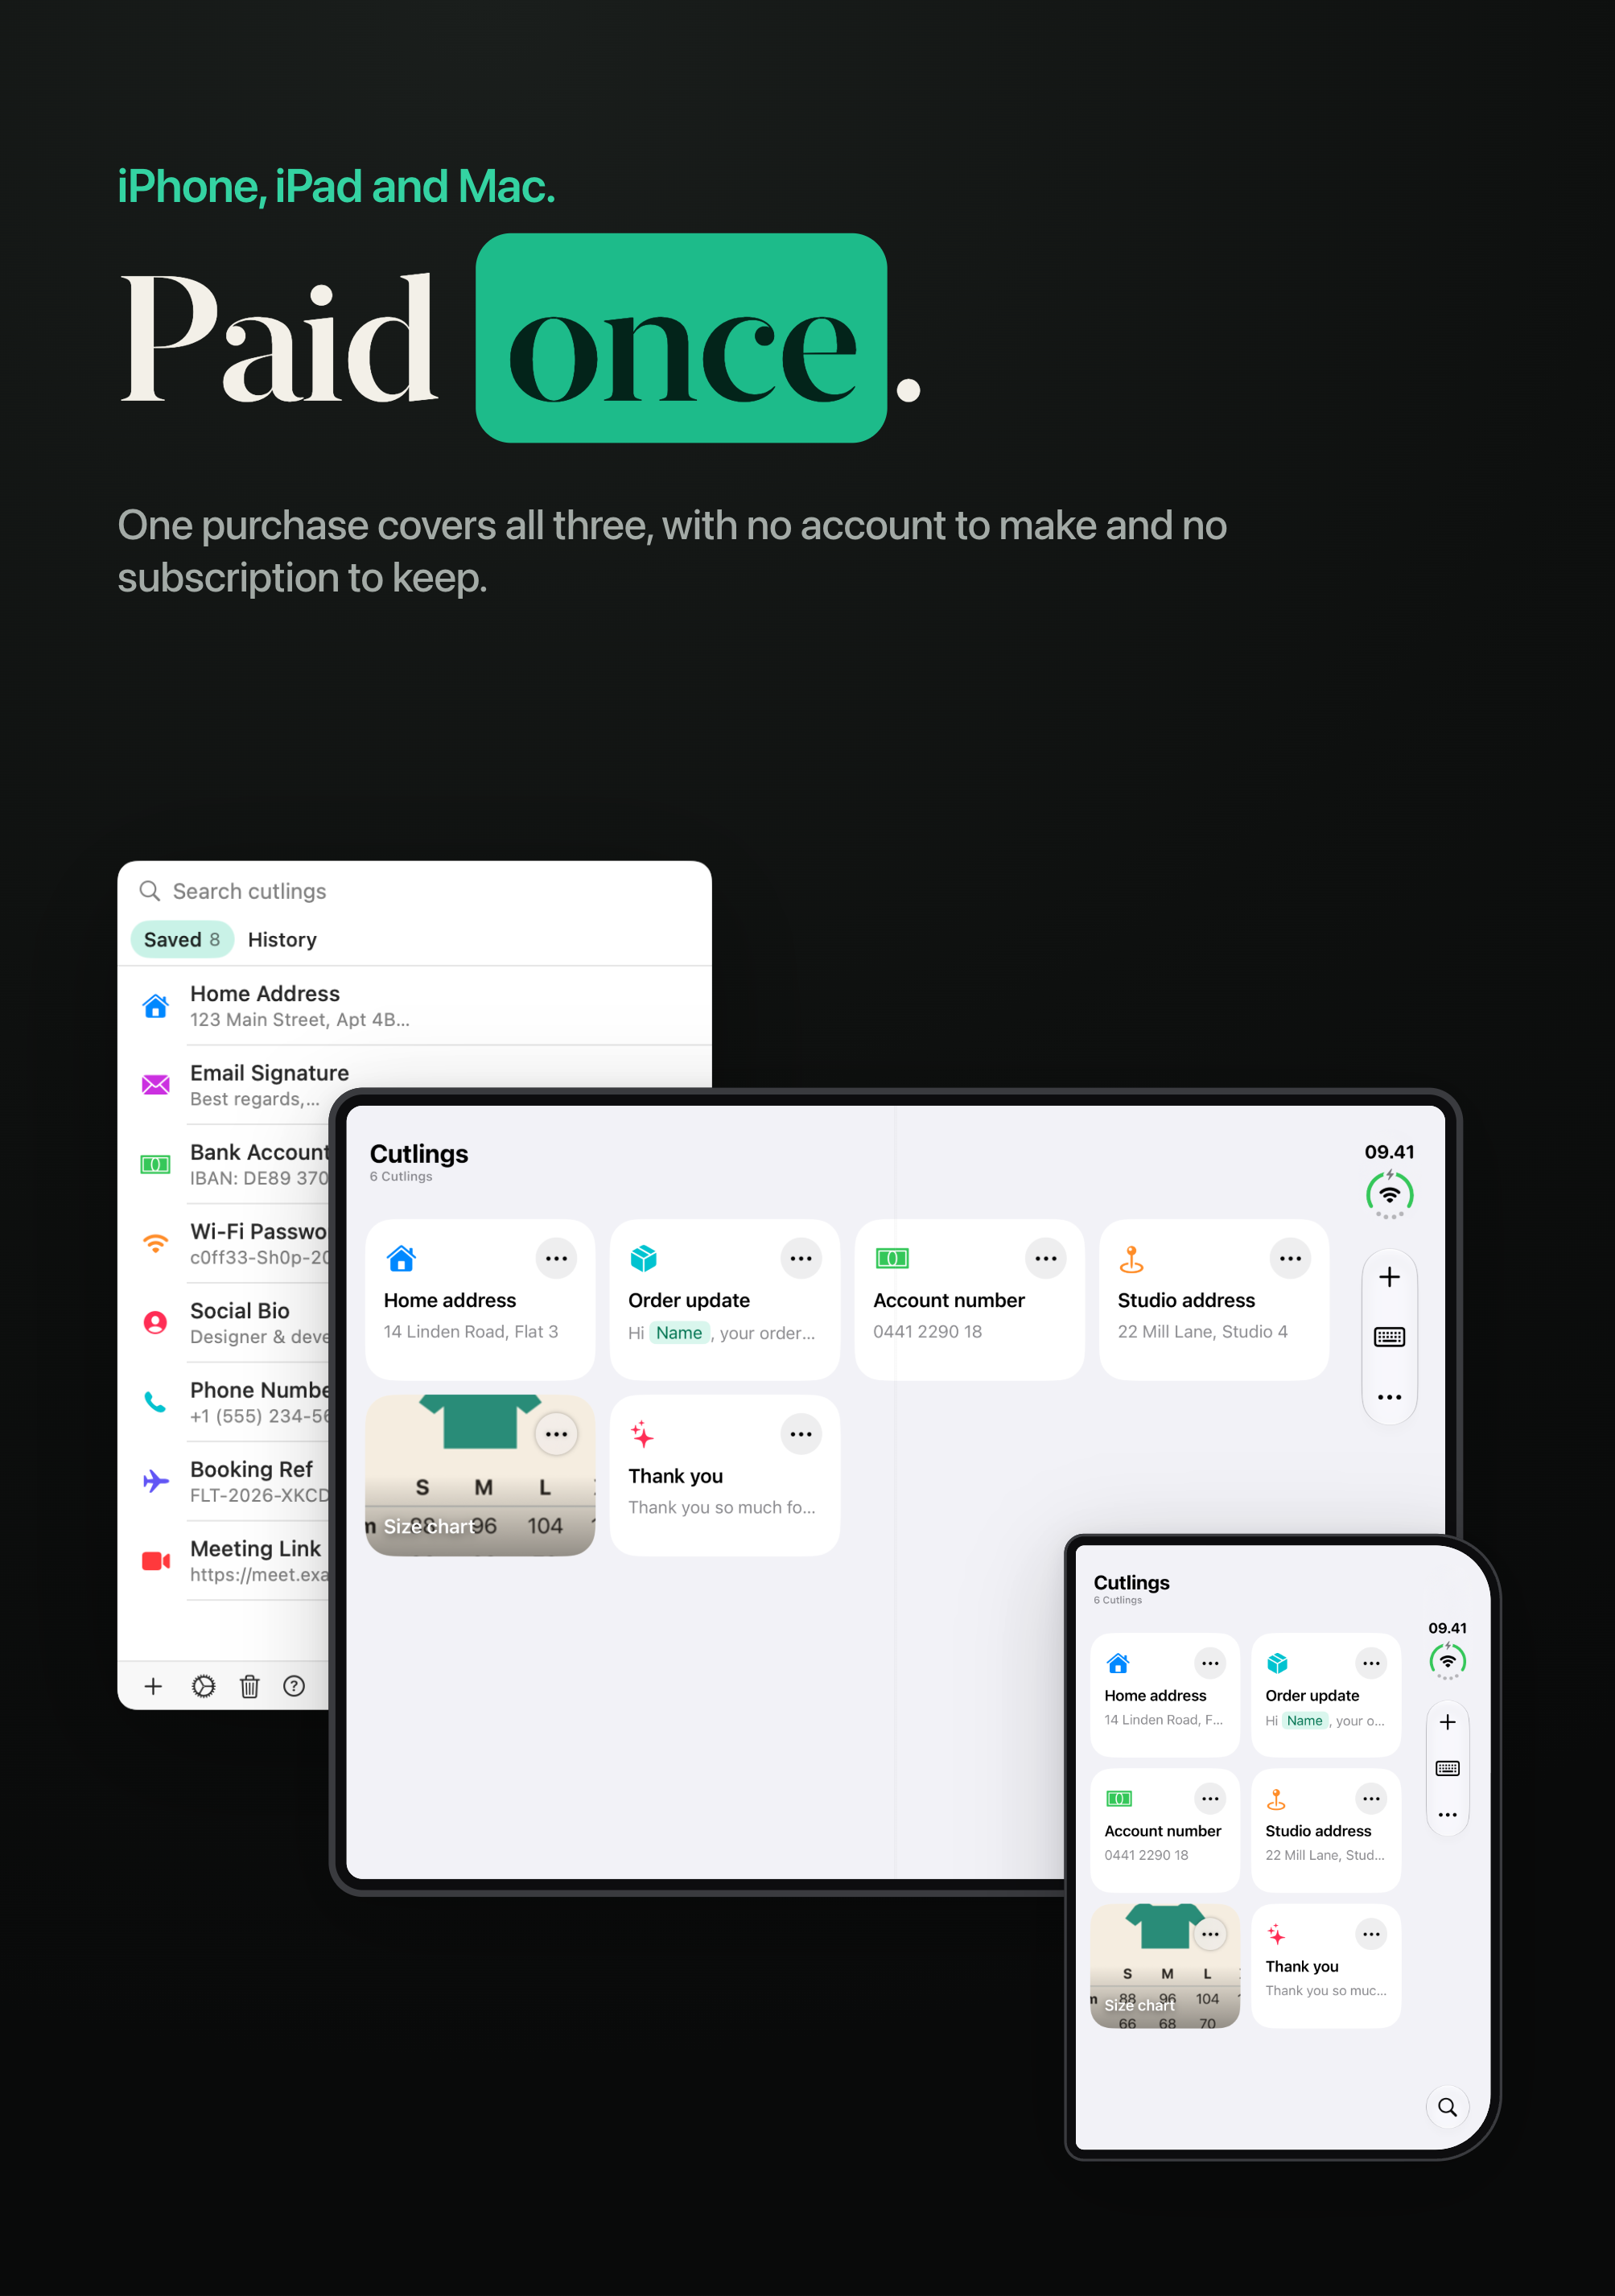 iPhone, iPad and Mac.
Paid once.
One purchase covers all three, with no account to make and no
subscription to keep.
Search cutlings
Saved 8 History
Home Address
123 Main Street, Apt 4B...
Email Signature
Best regards,...
Bank Account
IBAN: DE89 370
Wi-Fi Passwo
c0ff33-Sh0p-20
Social Bio
Designer & deve
Phone Numbe
+1 (555) 234-56
Booking Ref
FLT-2026-XKCD
Meeting Link
https://meet.exa
Cutlings
6 Cutlings
09.41
Home address
14 Linden Road, Flat 3
Order update
Hi Name, your order...
Account number
0441 2290 18
Studio address
22 Mill Lane, Studio 4
S M L
88 96 104
Size chart
Thank you
Thank you so much fo...
Cutlings
6 Cutlings
09.41
Home address
14 Linden Road, F...
Order update
Hi Name, your o...
Account number
0441 2290 18
Studio address
22 Mill Lane, Stud...
S M L
88 96 104
Size chart
66 68 70
Thank you
Thank you so muc...